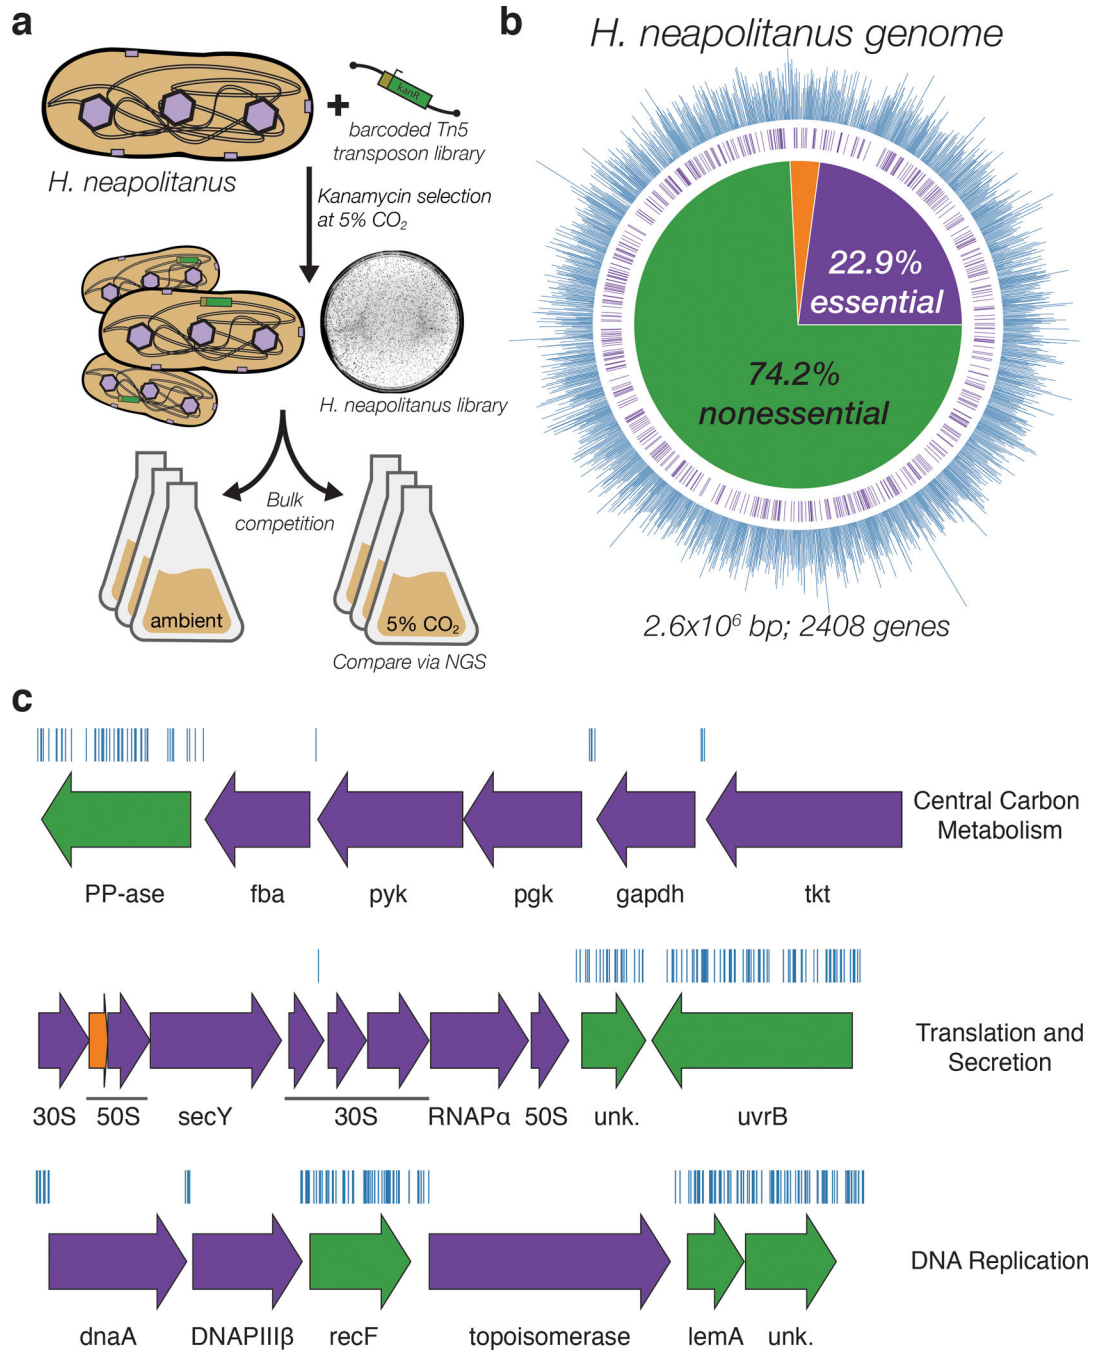 a
kanR
+
barcoded Tn5
transposon library
H. neapolitanus
Kanamycin selection
at 5% CO₂
H. neapolitanus library
Bulk
competition
ambient
5% CO₂
Compare via NGS
b
H. neapolitanus genome
22.9%
essential
74.2%
nonessential
2.6x10⁶ bp; 2408 genes
c
Central Carbon
Metabolism
PP-ase fba pyk pgk gapdh tkt
Translation and
Secretion
30S 50S secY 30S RNAPα 50S unk. uvrB
DNA Replication
dnaA DNAPIIIβ recF topoisomerase lemA unk.